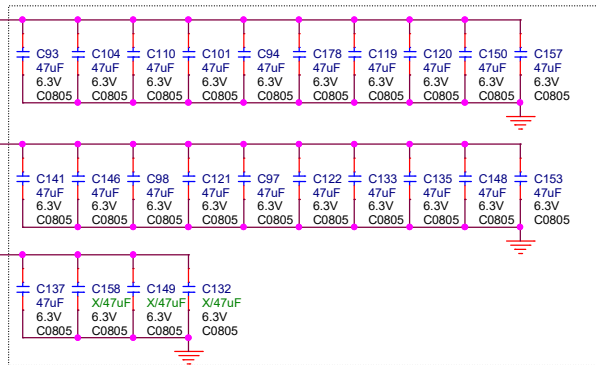 C93 C104 C110 C101 C94 C178 C119 C120 C150 C157
47uF 47uF 47uF 47uF 47uF 47uF 47uF 47uF 47uF 47uF
6.3V 6.3V 6.3V 6.3V 6.3V 6.3V 6.3V 6.3V 6.3V 6.3V
C0805 C0805 C0805 C0805 C0805 C0805 C0805 C0805 C0805 C0805
C141 C146 C98 C121 C97 C122 C133 C135 C148 C153
47uF 47uF 47uF 47uF 47uF 47uF 47uF 47uF 47uF 47uF
6.3V 6.3V 6.3V 6.3V 6.3V 6.3V 6.3V 6.3V 6.3V 6.3V
C0805 C0805 C0805 C0805 C0805 C0805 C0805 C0805 C0805 C0805
C137 C158 C149 C132
47uF X/47uF X/47uF X/47uF
6.3V 6.3V 6.3V 6.3V
C0805 C0805 C0805 C0805